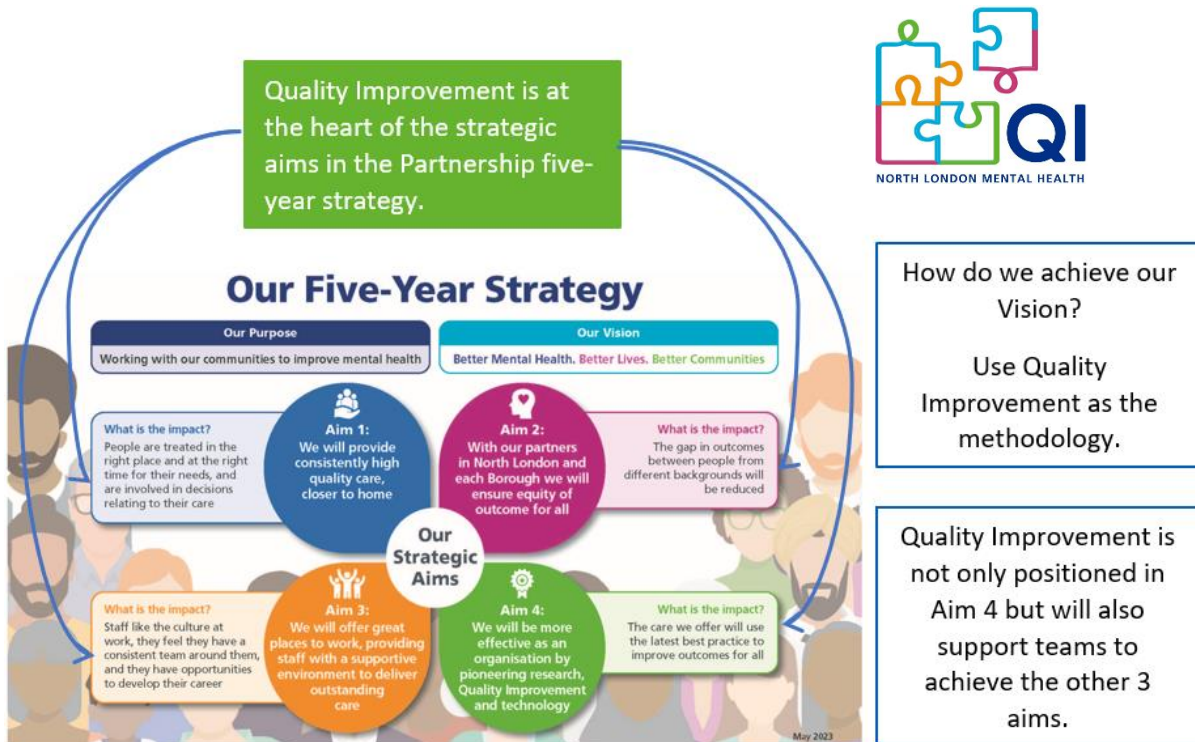 Quality Improvement is at
the heart of the strategic
aims in the Partnership five-
year strategy.
QI
NORTH LONDON MENTAL HEALTH
Our Five-Year Strategy
Our Purpose
Working with our communities to improve mental health
Our Vision
Better Mental Health. Better Lives. Better Communities
What is the impact?
People are treated in the
right place and at the right
time for their needs, and
are involved in decisions
relating to their care
Aim 1:
We will provide
consistently high
quality care,
closer to home
Aim 2:
With our partners
in North London and
each Borough we will
ensure equity of
outcome for all
What is the impact?
The gap in outcomes
between people from
different backgrounds will
be reduced
Our
Strategic
Aims
What is the impact?
Staff like the culture at
work, they feel they have a
consistent team around them,
and they have opportunities
to develop their career
Aim 3:
We will offer great
places to work, providing
staff with a supportive
environment to deliver
outstanding
care
Aim 4:
We will be more
effective as an
organisation by
pioneering research,
Quality Improvement
and technology
What is the impact?
The care we offer will use
the latest best practice to
improve outcomes for all
May 2023
How do we achieve our
Vision?
Use Quality
Improvement as the
methodology.
Quality Improvement is
not only positioned in
Aim 4 but will also
support teams to
achieve the other 3
aims.